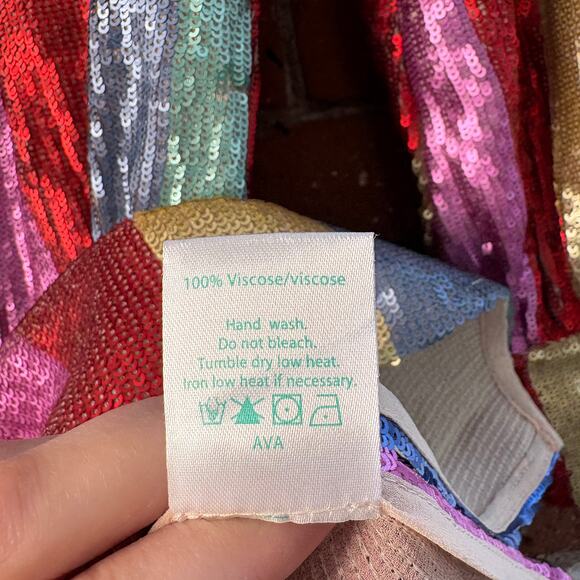 100% Viscose/viscose
Hand wash.
Do not bleach.
Tumble dry low heat.
Iron low heat if necessary.
AVA